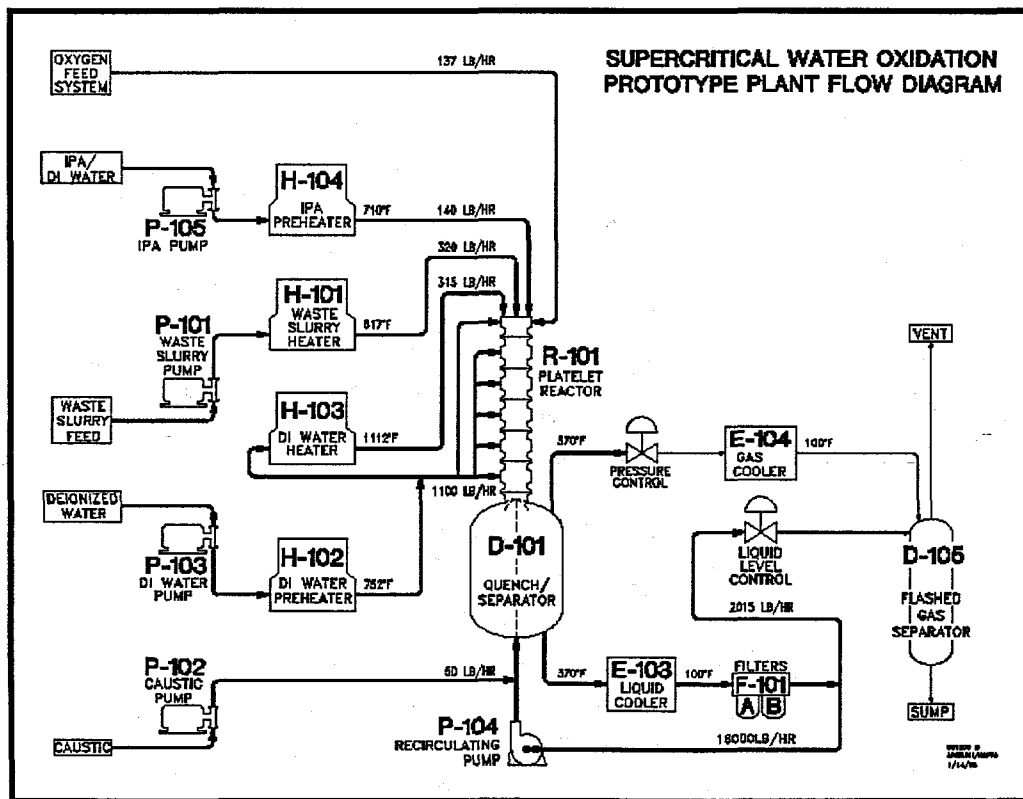 SUPERCRITICAL WATER OXIDATION
PROTOTYPE PLANT FLOW DIAGRAM
OXYGEN
FEED
SYSTEM
137 LB/HR
IPA/
DI WATER
P-105
IPA PUMP
H-104
IPA
PREHEATER
710°F
140 LB/HR
320 LB/HR
315 LB/HR
P-101
WASTE
SLURRY
PUMP
H-101
WASTE
SLURRY
HEATER
617°F
WASTE
SLURRY
FEED
H-103
DI WATER
HEATER
1112°F
R-101
PLATELET
REACTOR
1100 LB/HR
DEIONIZED
WATER
P-103
DI WATER
PUMP
H-102
DI WATER
PREHEATER
752°F
D-101
QUENCH/
SEPARATOR
370°F
PRESSURE
CONTROL
E-104
GAS
COOLER
100°F
VENT
LIQUID
LEVEL
CONTROL
D-105
FLASHED
GAS
SEPARATOR
2015 LB/HR
SUMP
P-102
CAUSTIC
PUMP
CAUSTIC
60 LB/HR
P-104
RECIRCULATING
PUMP
370°F
E-103
LIQUID
COOLER
100°F
FILTERS
F-101
A B
16000LB/HR